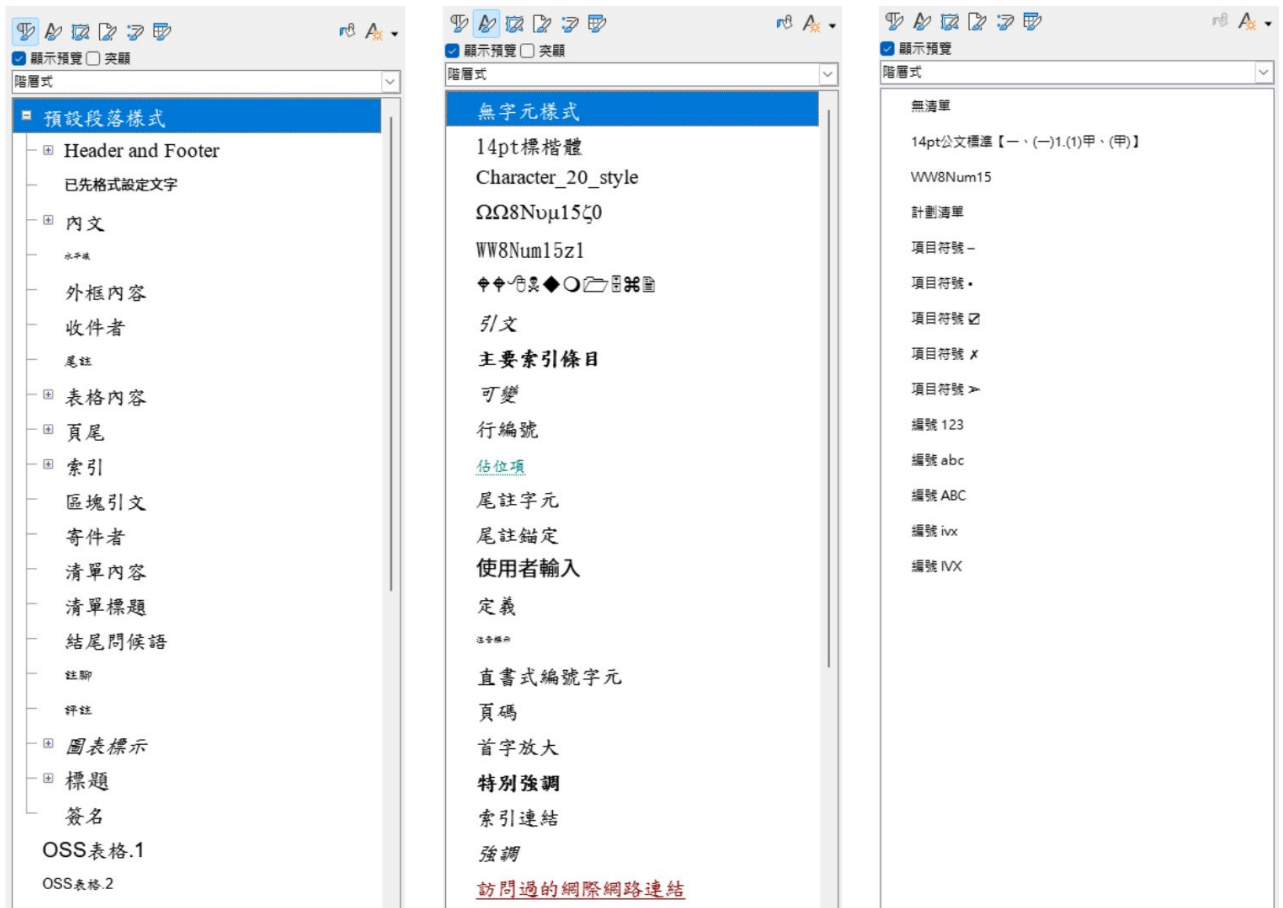 顯示預覽 突顯
階層式
預設段落樣式
Header and Footer
已先格式設定文字
內文
水平線
外框內容
收件者
尾註
表格內容
頁尾
索引
區塊引文
寄件者
清單內容
清單標題
結尾問候語
註腳
評註
圖表標示
標題
簽名
OSS表格.1
OSS表格.2
顯示預覽 突顯
階層式
無字元樣式
14pt標楷體
Character_20_style
ΩΩ8Νυμ15ζ0
WW8Num15z1
引文
主要索引條目
可變
行編號
佔位項
尾註字元
尾註錨定
使用者輸入
定義
注音標示
直書式編號字元
頁碼
首字放大
特別強調
索引連結
強調
訪問過的網際網路連結
顯示預覽
階層式
無清單
14pt公文標準【一、(一)1.(1)甲、(甲)】
WW8Num15
計劃清單
項目符號 –
項目符號 •
項目符號 ☑
項目符號 ✗
項目符號 ➢
編號 123
編號 abc
編號 ABC
編號 ivx
編號 IVX